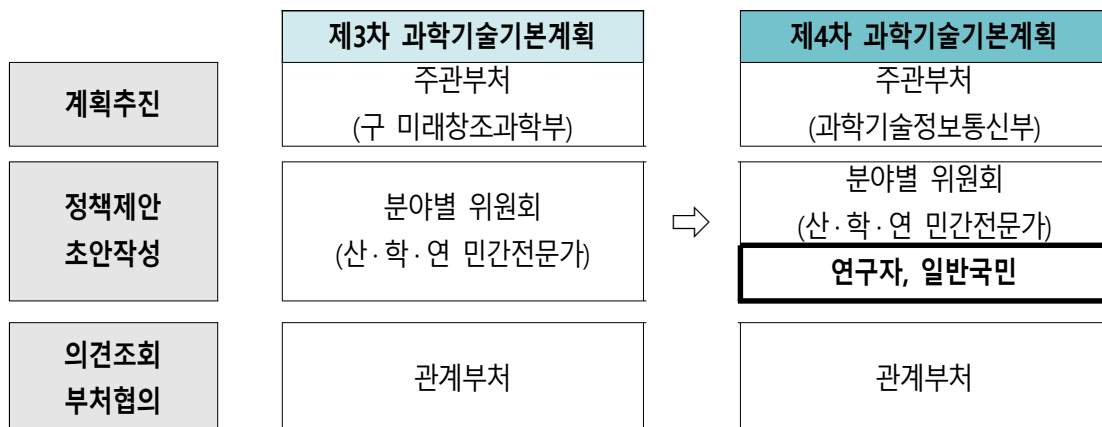 제3차 과학기술기본계획
제4차 과학기술기본계획
계획추진
주관부처
(구 미래창조과학부)
주관부처
(과학기술정보통신부)
정책제안
초안작성
분야별 위원회
(산·학·연 민간전문가)
⇨
분야별 위원회
(산·학·연 민간전문가)
연구자, 일반국민
의견조회
부처협의
관계부처
관계부처